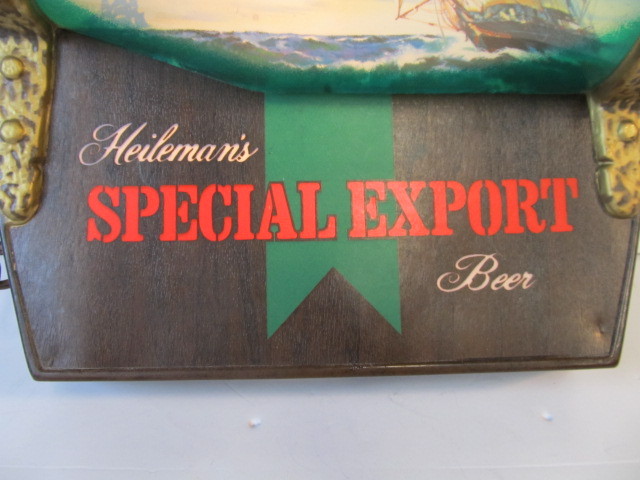 Heileman's
SPECIAL EXPORT
Beer